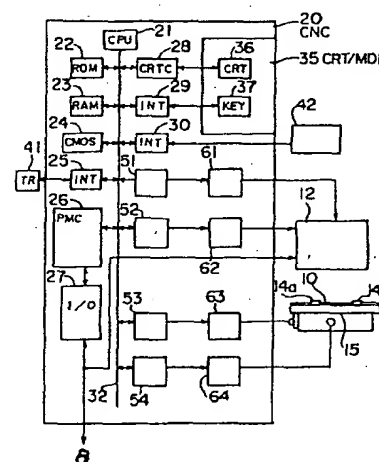 21
20
CNC
22
CPU
28
36
35 CRT/MDI
ROM
CRTC
CRT
23
29
37
RAM
INT
KEY
24
30
42
CMOS
INT
41
25
51
61
TR
INT
26
12
PMC
52
62
27
14a
10
14
I/O
53
63
15
32
54
64
8